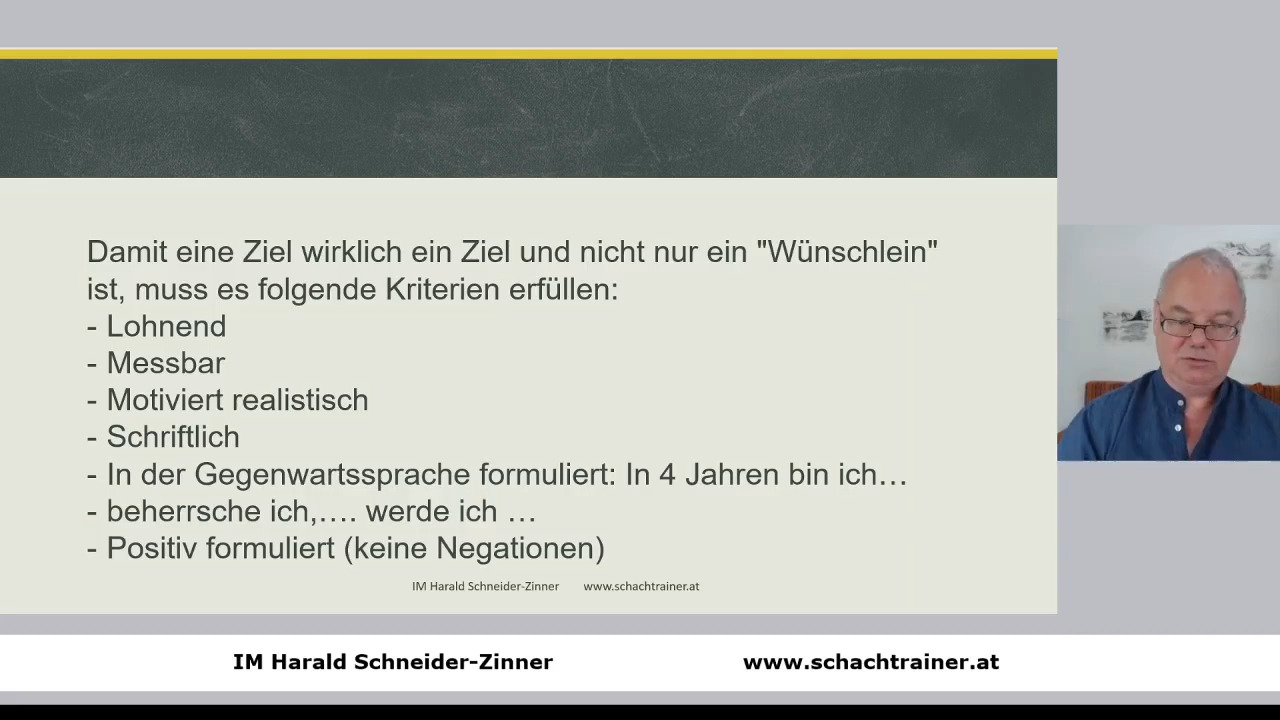 Damit eine Ziel wirklich ein Ziel und nicht nur ein "Wünschlein"
ist, muss es folgende Kriterien erfüllen:
- Lohnend
- Messbar
- Motiviert realistisch
- Schriftlich
- In der Gegenwartssprache formuliert: In 4 Jahren bin ich…
- beherrsche ich,…. werde ich …
- Positiv formuliert (keine Negationen)
IM Harald Schneider-Zinner www.schachtrainer.at
IM Harald Schneider-Zinner www.schachtrainer.at